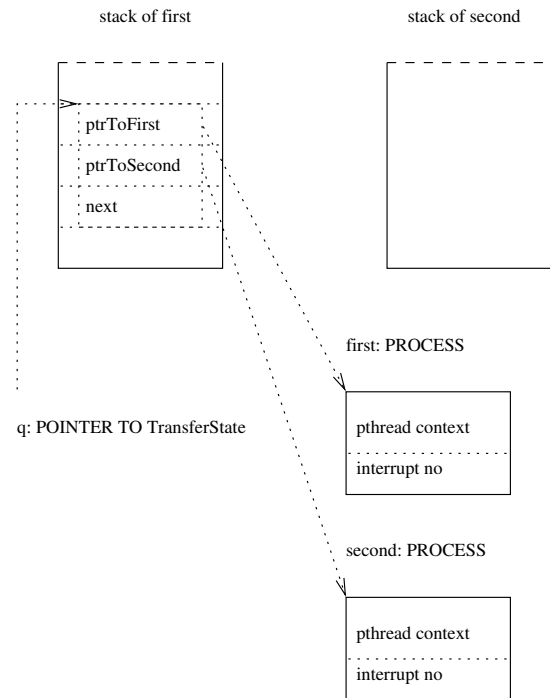 stack of first
stack of second
ptrToFirst
ptrToSecond
next
first: PROCESS
q: POINTER TO TransferState
pthread context
interrupt no
second: PROCESS
pthread context
interrupt no